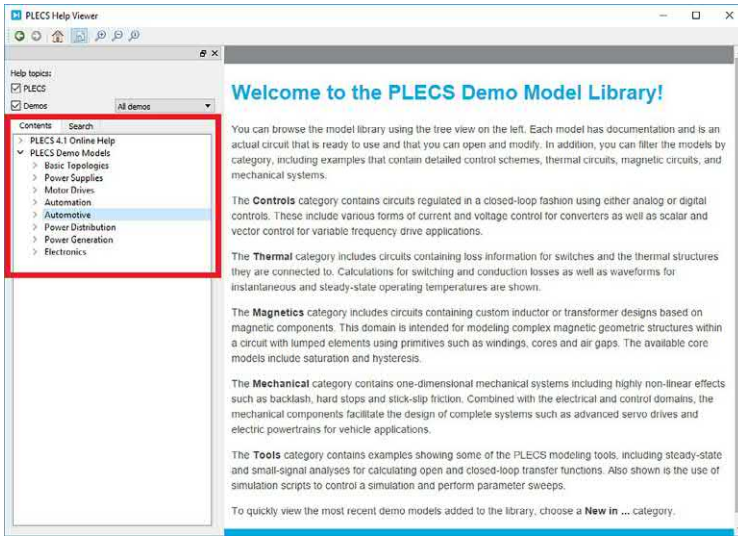 PLECS Help Viewer
Help topics:
PLECS
Demos
All demos
Contents
Search
PLECS 4.1 Online Help
PLECS Demo Models
Basic Topologies
Power Supplies
Motor Drives
Automation
Automotive
Power Distribution
Power Generation
Electronics
Welcome to the PLECS Demo Model Library!
You can browse the model library using the tree view on the left. Each model has documentation and is an
actual circuit that is ready to use and that you can open and modify. In addition, you can filter the models by
category, including examples that contain detailed control schemes, thermal circuits, magnetic circuits, and
mechanical systems.
The Controls category contains circuits regulated in a closed-loop fashion using either analog or digital
controls. These include various forms of current and voltage control for converters as well as scalar and
vector control for variable frequency drive applications.
The Thermal category includes circuits containing loss information for switches and the thermal structures
they are connected to. Calculations for switching and conduction losses as well as waveforms for
instantaneous and steady-state operating temperatures are shown.
The Magnetics category includes circuits containing custom inductor or transformer designs based on
magnetic components. This domain is intended for modeling complex magnetic geometric structures within
a circuit with lumped elements using primitives such as windings, cores and air gaps. The available core
models include saturation and hysteresis.
The Mechanical category contains one-dimensional mechanical systems including highly non-linear effects
such as backlash, hard stops and stick-slip friction. Combined with the electrical and control domains, the
mechanical components facilitate the design of complete systems such as advanced servo drives and
electric powertrains for vehicle applications.
The Tools category contains examples showing some of the PLECS modeling tools, including steady-state
and small-signal analyses for calculating open and closed-loop transfer functions. Also shown is the use of
simulation scripts to control a simulation and perform parameter sweeps.
To quickly view the most recent demo models added to the library, choose a New in ... category.